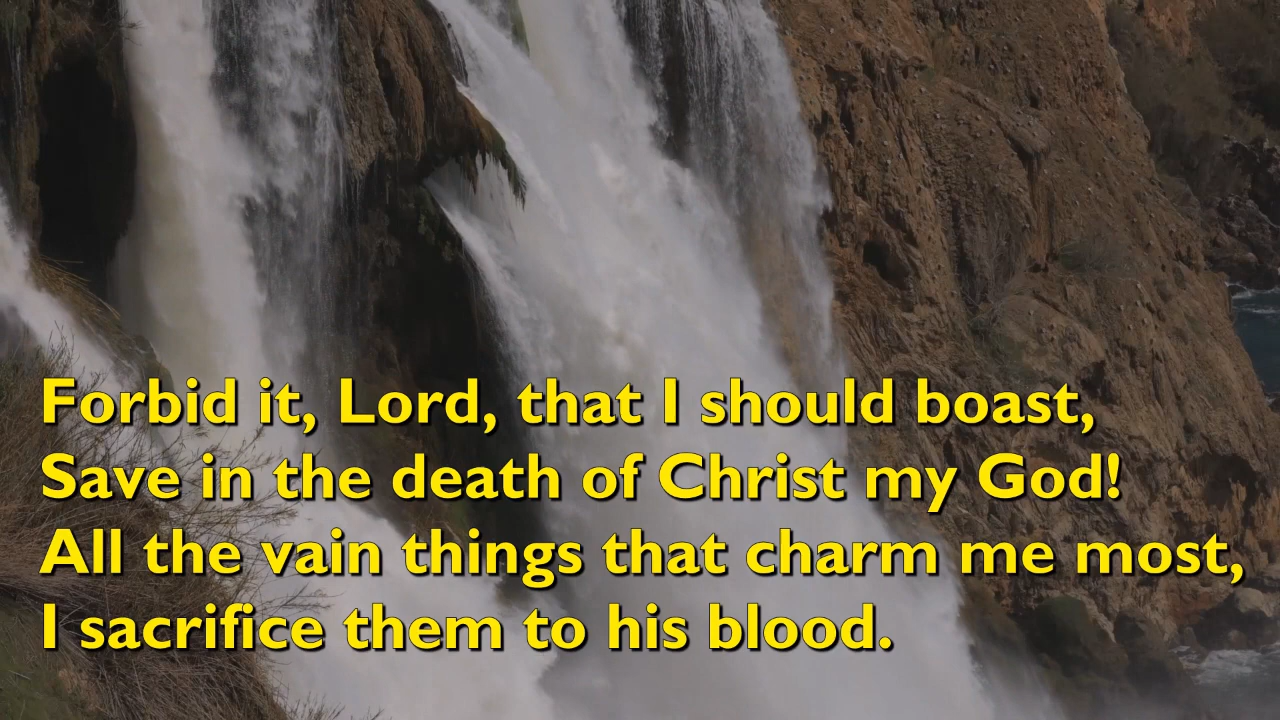 Forbid it, Lord, that I should boast,
Save in the death of Christ my God!
All the vain things that charm me most,
I sacrifice them to his blood.